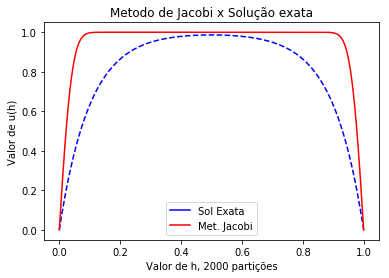 Metodo de Jacobi x Solução exata
Valor de u(h)
1.0
0.8
0.6
0.4
0.2
0.0
Sol Exata
Met. Jacobi
0.0 0.2 0.4 0.6 0.8 1.0
Valor de h, 2000 partições